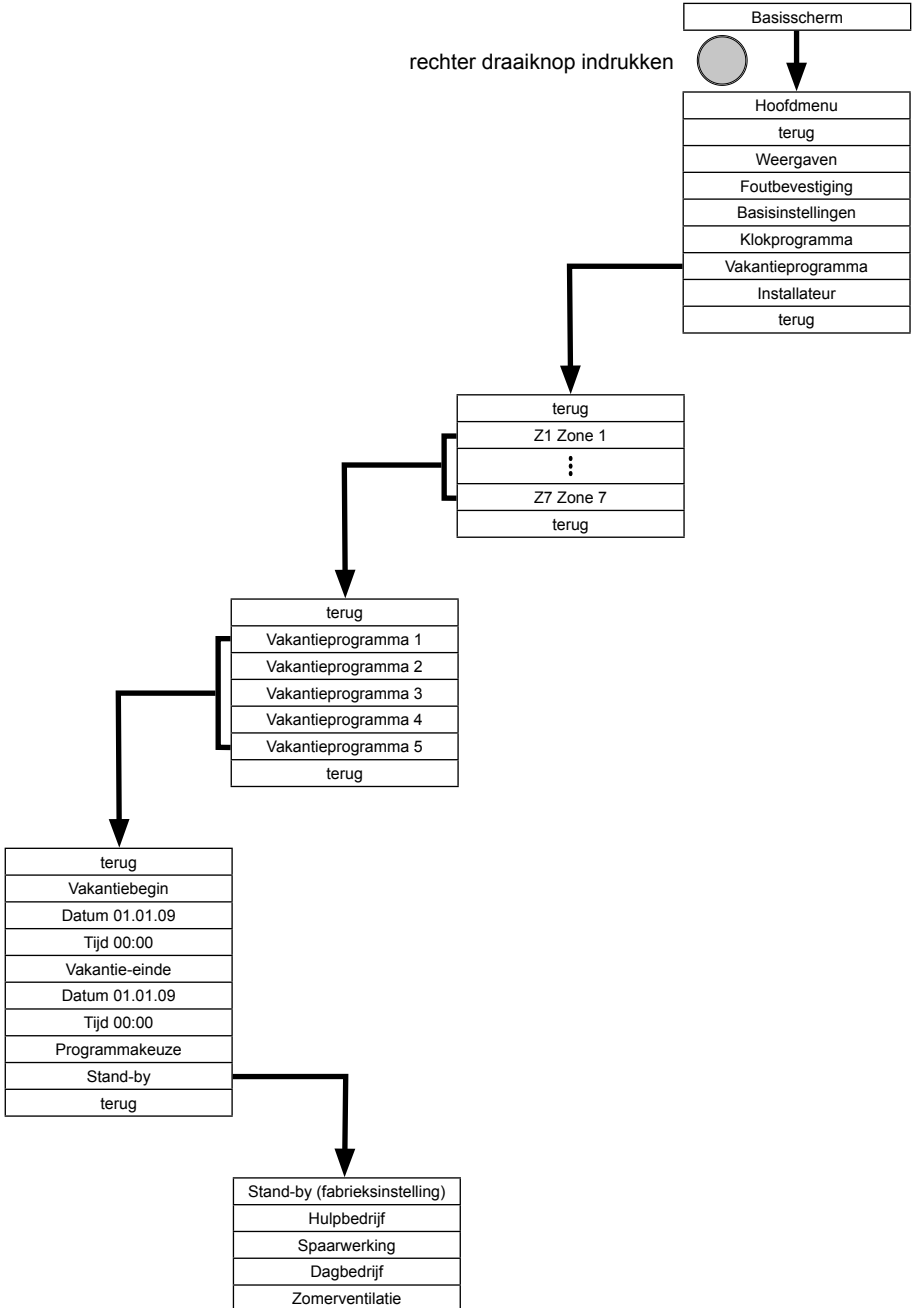 Basisscherm
rechter draaiknop indrukken
Hoofdmenu
terug
Weergaven
Foutbevestiging
Basisinstellingen
Klokprogramma
Vakantieprogramma
Installateur
terug
terug
Z1 Zone 1
Z7 Zone 7
terug
terug
Vakantieprogramma 1
Vakantieprogramma 2
Vakantieprogramma 3
Vakantieprogramma 4
Vakantieprogramma 5
terug
terug
Vakantiebegin
Datum 01.01.09
Tijd 00:00
Vakantie-einde
Datum 01.01.09
Tijd 00:00
Programmakeuze
Stand-by
terug
Stand-by (fabrieksinstelling)
Hulpbedrijf
Spaarwerking
Dagbedrijf
Zomerventilatie